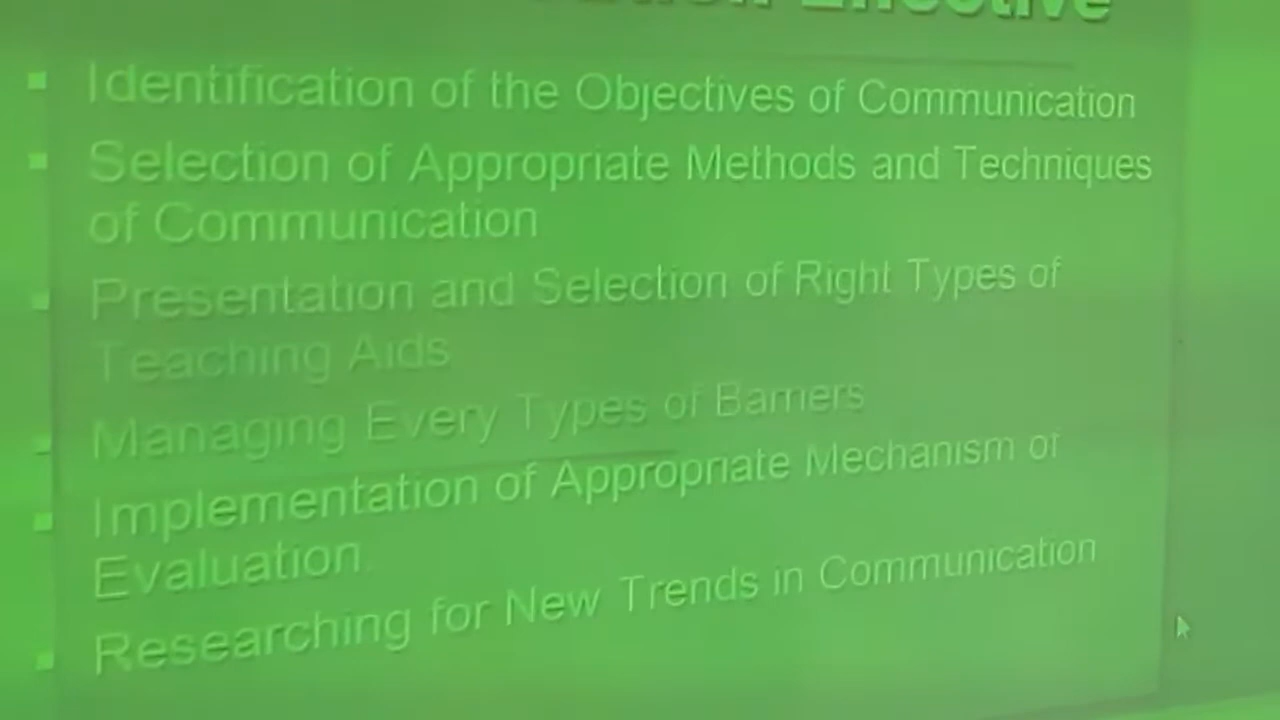 Effective
Identification of the Objectives of Communication
Selection of Appropriate Methods and Techniques
of Communication
Presentation and Selection of Right Types of
Teaching Aids
Managing Every Types of Barriers
Implementation of Appropriate Mechanism of
Evaluation.
Researching for New Trends in Communication